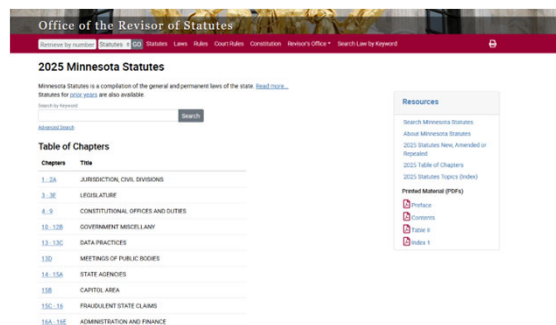 Office of the Revisor of Statutes
Retrieve by number Statutes GO Statutes Laws Rules Court Rules Constitution Revisor's Office Search Law by Keyword
2025 Minnesota Statutes
Minnesota Statutes is a compilation of the general and permanent laws of the state. Read more...
Statutes for prior years are also available.
Search by Keyword
Search
Advanced Search
Table of Chapters
Chapters Title
1 - 2A JURISDICTION, CIVIL DIVISIONS
3 - 3E LEGISLATURE
4 - 9 CONSTITUTIONAL OFFICES AND DUTIES
10 - 12B GOVERNMENT MISCELLANY
13 - 13C DATA PRACTICES
13D MEETINGS OF PUBLIC BODIES
14 - 15A STATE AGENCIES
15B CAPITOL AREA
15C - 16 FRAUDULENT STATE CLAIMS
16A - 16E ADMINISTRATION AND FINANCE
Resources
Search Minnesota Statutes
About Minnesota Statutes
2025 Statutes New, Amended or
Repealed
2025 Table of Chapters
2025 Statutes Topics (Index)
Printed Material (PDFs)
Preface
Contents
Table II
Index II